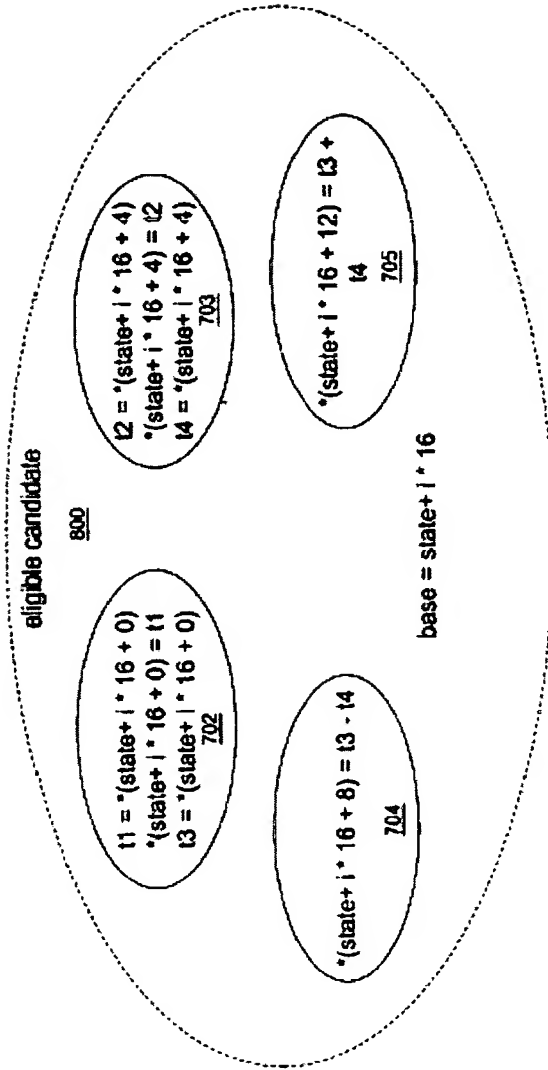 eligible candidate
800
t1 = *(state+ i * 16 + 0)
*(state+ i * 16 + 0) = t1
t3 = *(state+ i * 16 + 0)
702
t2 = *(state+ i * 16 + 4)
*(state+ i * 16 + 4) = t2
t4 = *(state+ i * 16 + 4)
703
*(state+ i * 16 + 8) = t3 - t4
704
*(state+ i * 16 + 12) = t3 +
t4
705
base = state+ i * 16